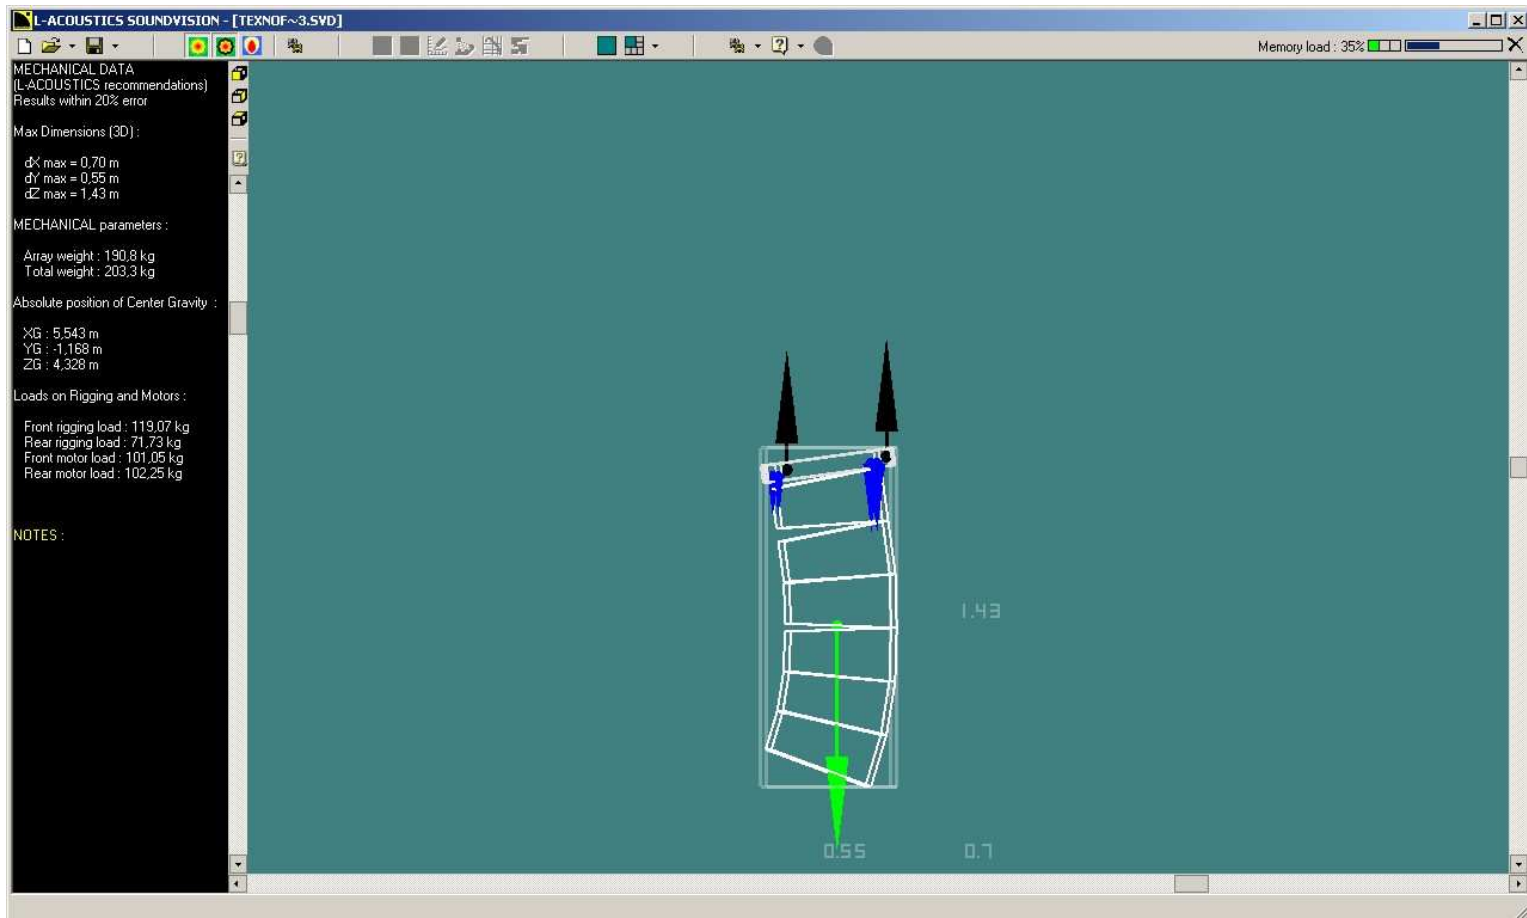 L-ACOUSTICS SOUNDVISION - [TEXNOF~3.SVD]
Memory load : 35%
MECHANICAL DATA
(L-ACOUSTICS recommendations)
Results within 20% error
Max Dimensions (3D) :
dX max = 0,70 m
dY max = 0,55 m
dZ max = 1,43 m
MECHANICAL parameters :
Array weight : 190,8 kg
Total weight : 203,3 kg
Absolute position of Center Gravity :
XG : 5,543 m
YG : -1,168 m
ZG : 4,328 m
Loads on Rigging and Motors :
Front rigging load : 119,07 kg
Rear rigging load : 71,73 kg
Front motor load : 101,05 kg
Rear motor load : 102,25 kg
NOTES :
1.43
0.55 0.7